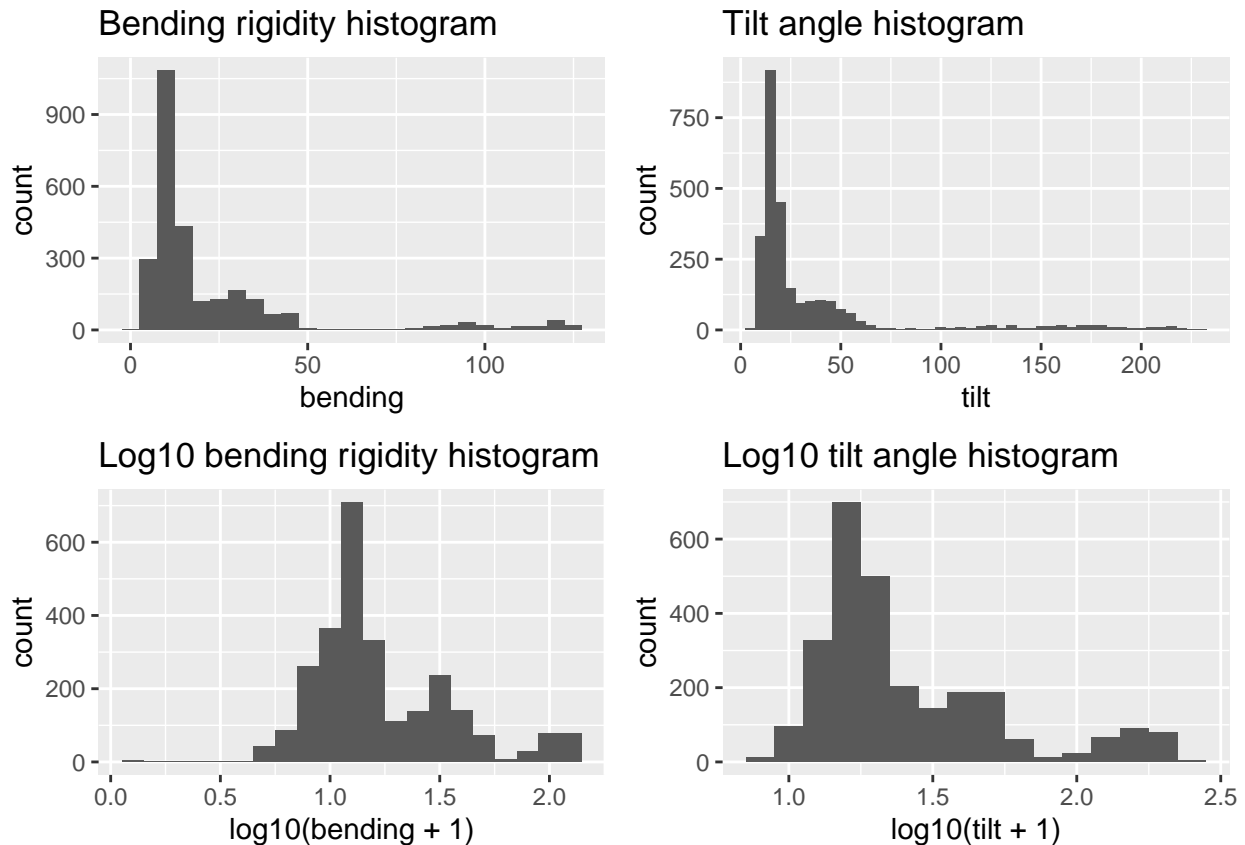 Bending rigidity histogram
900
600
300
0
count
0 50 100
bending
Tilt angle histogram
750
500
250
0
count
0 50 100 150 200
tilt
Log10 bending rigidity histogram
600
400
200
0
count
0.0 0.5 1.0 1.5 2.0
log10(bending + 1)
Log10 tilt angle histogram
600
400
200
0
count
1.0 1.5 2.0 2.5
log10(tilt + 1)